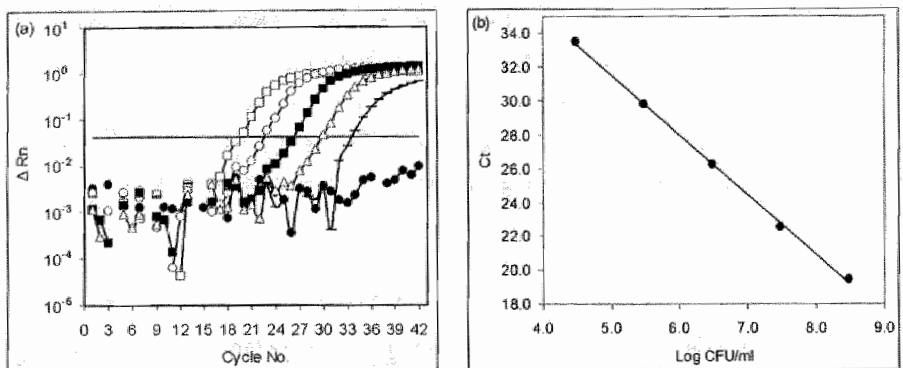 (a)
10^1
10^0
10^-1
10^-2
10^-3
10^-4
10^-5
10^-6
Δ Rn
0 3 6 9 12 15 18 21 24 27 30 33 36 39 42
Cycle No.
(b)
34.0
32.0
30.0
28.0
26.0
24.0
22.0
20.0
18.0
Ct
4.0 5.0 6.0 7.0 8.0 9.0
Log CFU/ml